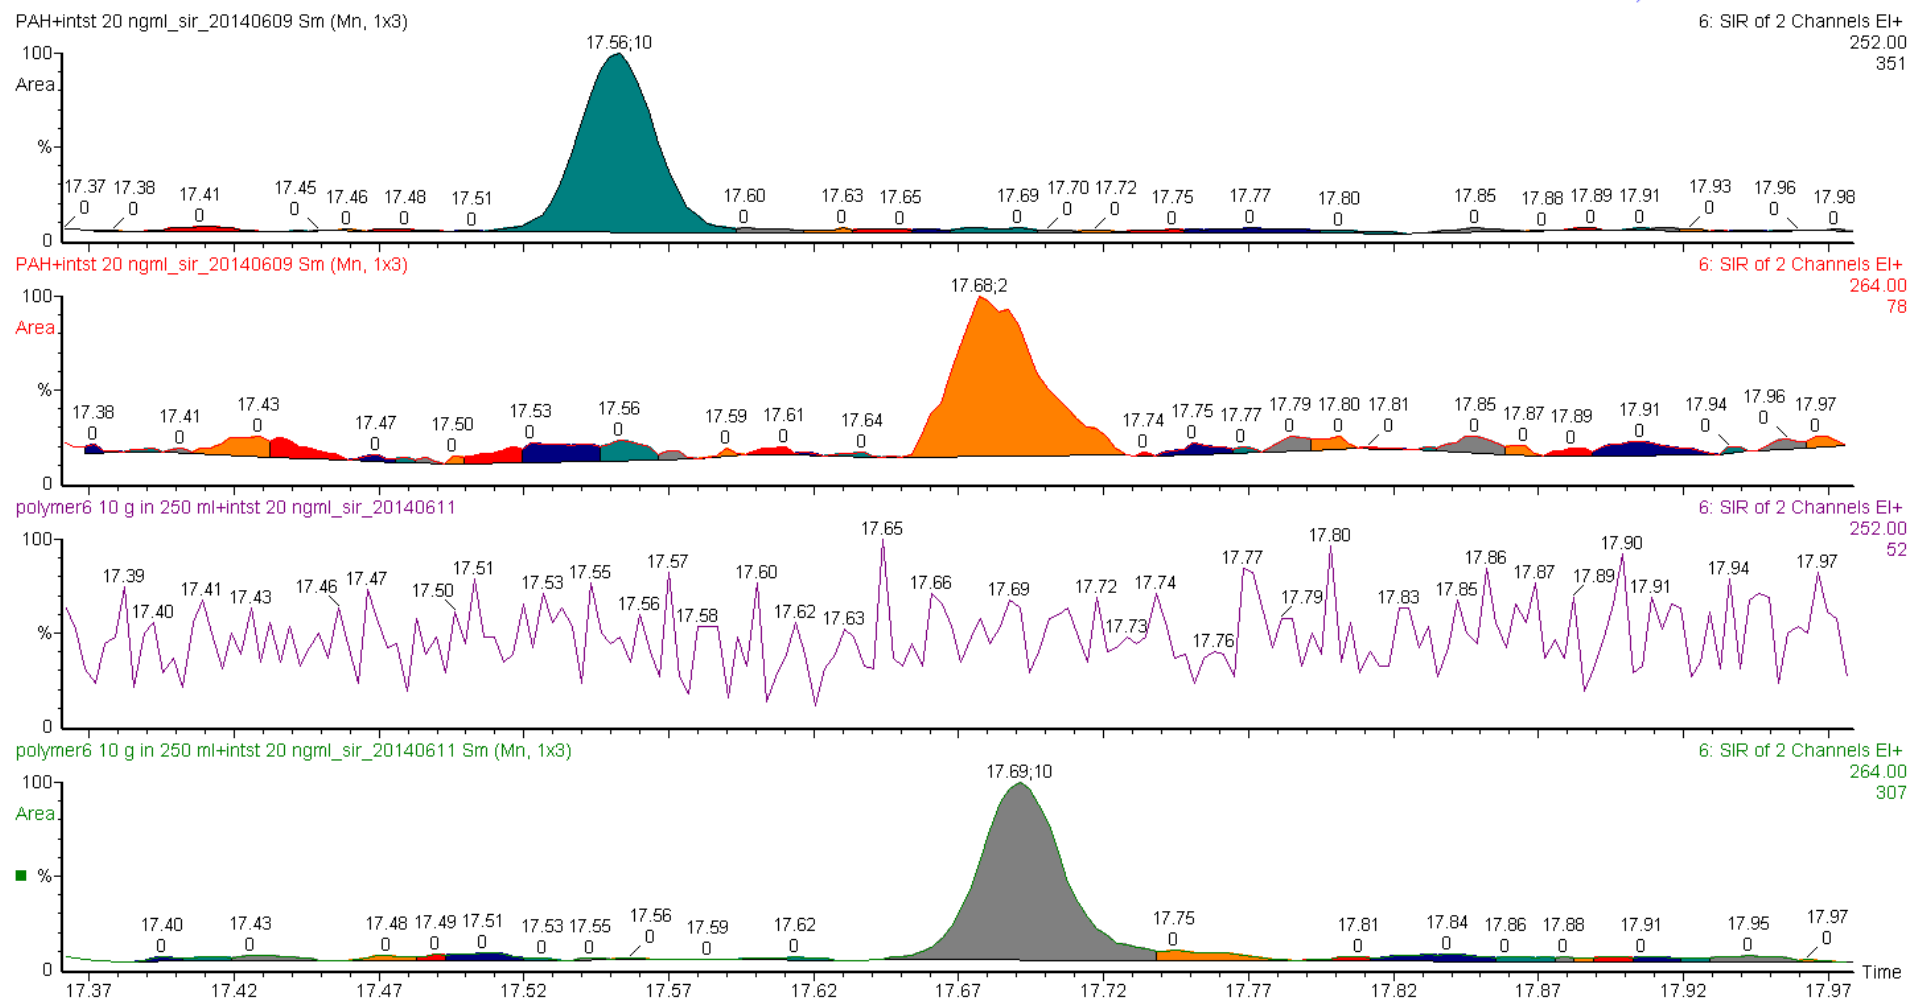 PAH+intst 20 ngml_sir_20140609 Sm (Mn, 1x3) 6: SIR of 2 Channels EI+
252.00
351
100
Area
%
0
17.56;10
17.37 17.38 17.41 17.45 17.46 17.48 17.51 17.60 17.63 17.65 17.69 17.70 17.72 17.75 17.77 17.80 17.85 17.88 17.89 17.91 17.93 17.96 17.98
0 0 0 0 0 0 0 0 0 0 0 0 0 0 0 0 0 0 0 0 0 0 0
PAH+intst 20 ngml_sir_20140609 Sm (Mn, 1x3) 6: SIR of 2 Channels EI+
264.00
78
100
Area
%
0
17.68;2
17.38 17.41 17.43 17.47 17.50 17.53 17.56 17.59 17.61 17.64 17.74 17.75 17.77 17.79 17.80 17.81 17.85 17.87 17.89 17.91 17.94 17.96 17.97
0 0 0 0 0 0 0 0 0 0 0 0 0 0 0 0 0 0 0 0 0 0 0
polymer6 10 g in 250 ml+intst 20 ngml_sir_20140611 6: SIR of 2 Channels EI+
252.00
52
100
%
0
17.39 17.40 17.41 17.43 17.46 17.47 17.50 17.51 17.53 17.55 17.56 17.57 17.58 17.60 17.62 17.63 17.65 17.66 17.69 17.72 17.73 17.74 17.76 17.77 17.79 17.80 17.83 17.85 17.86 17.87 17.89 17.90 17.91 17.94 17.97
polymer6 10 g in 250 ml+intst 20 ngml_sir_20140611 Sm (Mn, 1x3) 6: SIR of 2 Channels EI+
264.00
307
100
Area
%
0
17.69;10
17.40 17.43 17.48 17.49 17.51 17.53 17.55 17.56 17.59 17.62 17.75 17.81 17.84 17.86 17.88 17.91 17.95 17.97
0 0 0 0 0 0 0 0 0 0 0 0 0 0 0 0 0 0
Time
17.37 17.42 17.47 17.52 17.57 17.62 17.67 17.72 17.77 17.82 17.87 17.92 17.97